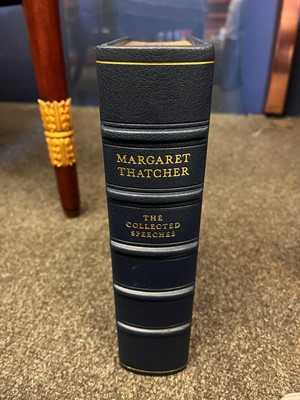 MARGARET
THATCHER
THE
COLLECTED
SPEECHES